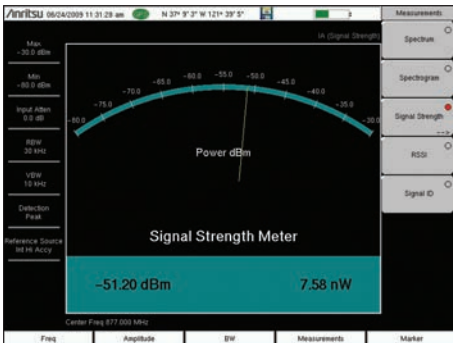 /inritsu 06/24/2009 11:31:29 am N 37° 9' 3" W 121° 39' 5"
Measurements
IA (Signal Strength)
Max
-30.0 dBm
Min
-80.0 dBm
Input Atten
0.0 dB
RBW
30 kHz
VBW
10 kHz
Detection
Peak
Reference Source
Int Hi Accy
-80.0 -75.0 -70.0 -65.0 -60.0 -55.0 -50.0 -45.0 -40.0 -35.0 -30.0
Power dBm
Signal Strength Meter
-51.20 dBm 7.58 nW
Center Freq 877.000 MHz
Spectrum
Spectrogram
Signal Strength
-->
RSSI
Signal ID
Freq Amplitude BW Measurements Marker